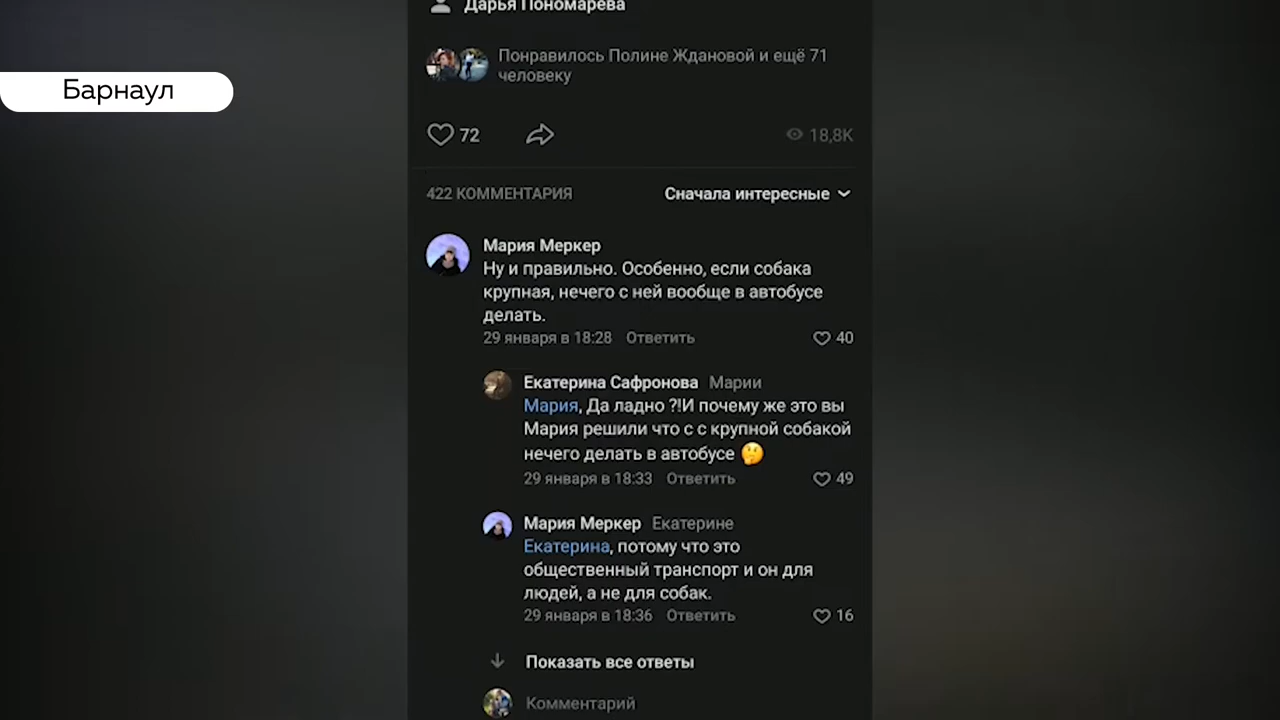 Дарья Пономарева
Понравилось Полине Ждановой и ещё 71
человеку
Барнаул
72
18,8K
422 КОММЕНТАРИЯ
Сначала интересные
Мария Меркер
Ну и правильно. Особенно, если собака
крупная, нечего с ней вообще в автобусе
делать.
29 января в 18:28 Ответить 40
Екатерина Сафронова Марии
Мария, Да ладно ?!И почему же это вы
Мария решили что с с крупной собакой
нечего делать в автобусе 🤔
29 января в 18:33 Ответить 49
Мария Меркер Екатерине
Екатерина, потому что это
общественный транспорт и он для
людей, а не для собак.
29 января в 18:36 Ответить 16
Показать все ответы
Комментарий